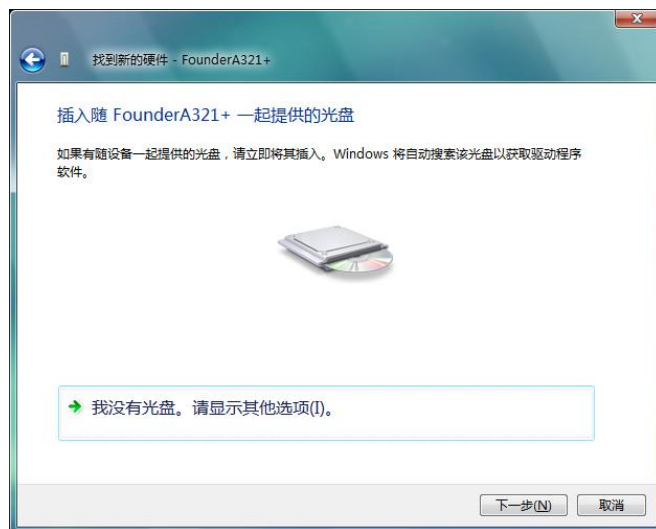 找到新的硬件 - FounderA321+
插入随 FounderA321+ 一起提供的光盘
如果有随设备一起提供的光盘，请立即将其插入。Windows 将自动搜索该光盘以获取驱动程序
软件。
我没有光盘。请显示其他选项(I)。
下一步(N) 取消